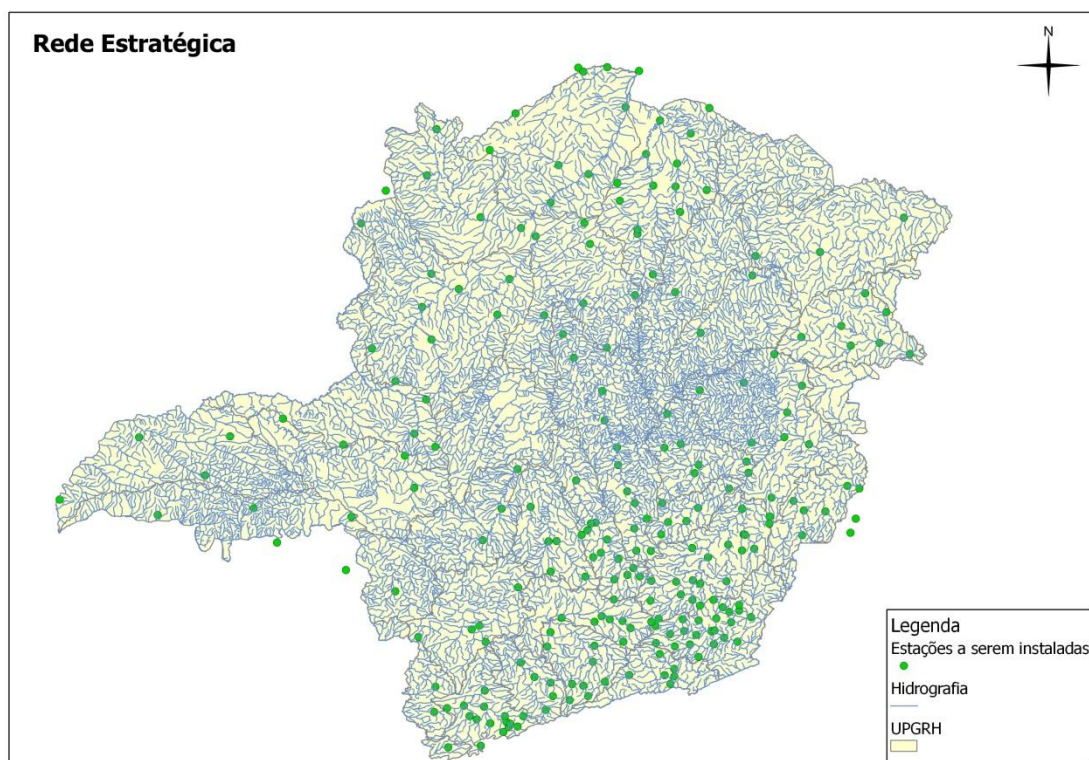 Rede Estratégica
N
Legenda
Estações a serem instaladas
Hidrografia
UPGRH